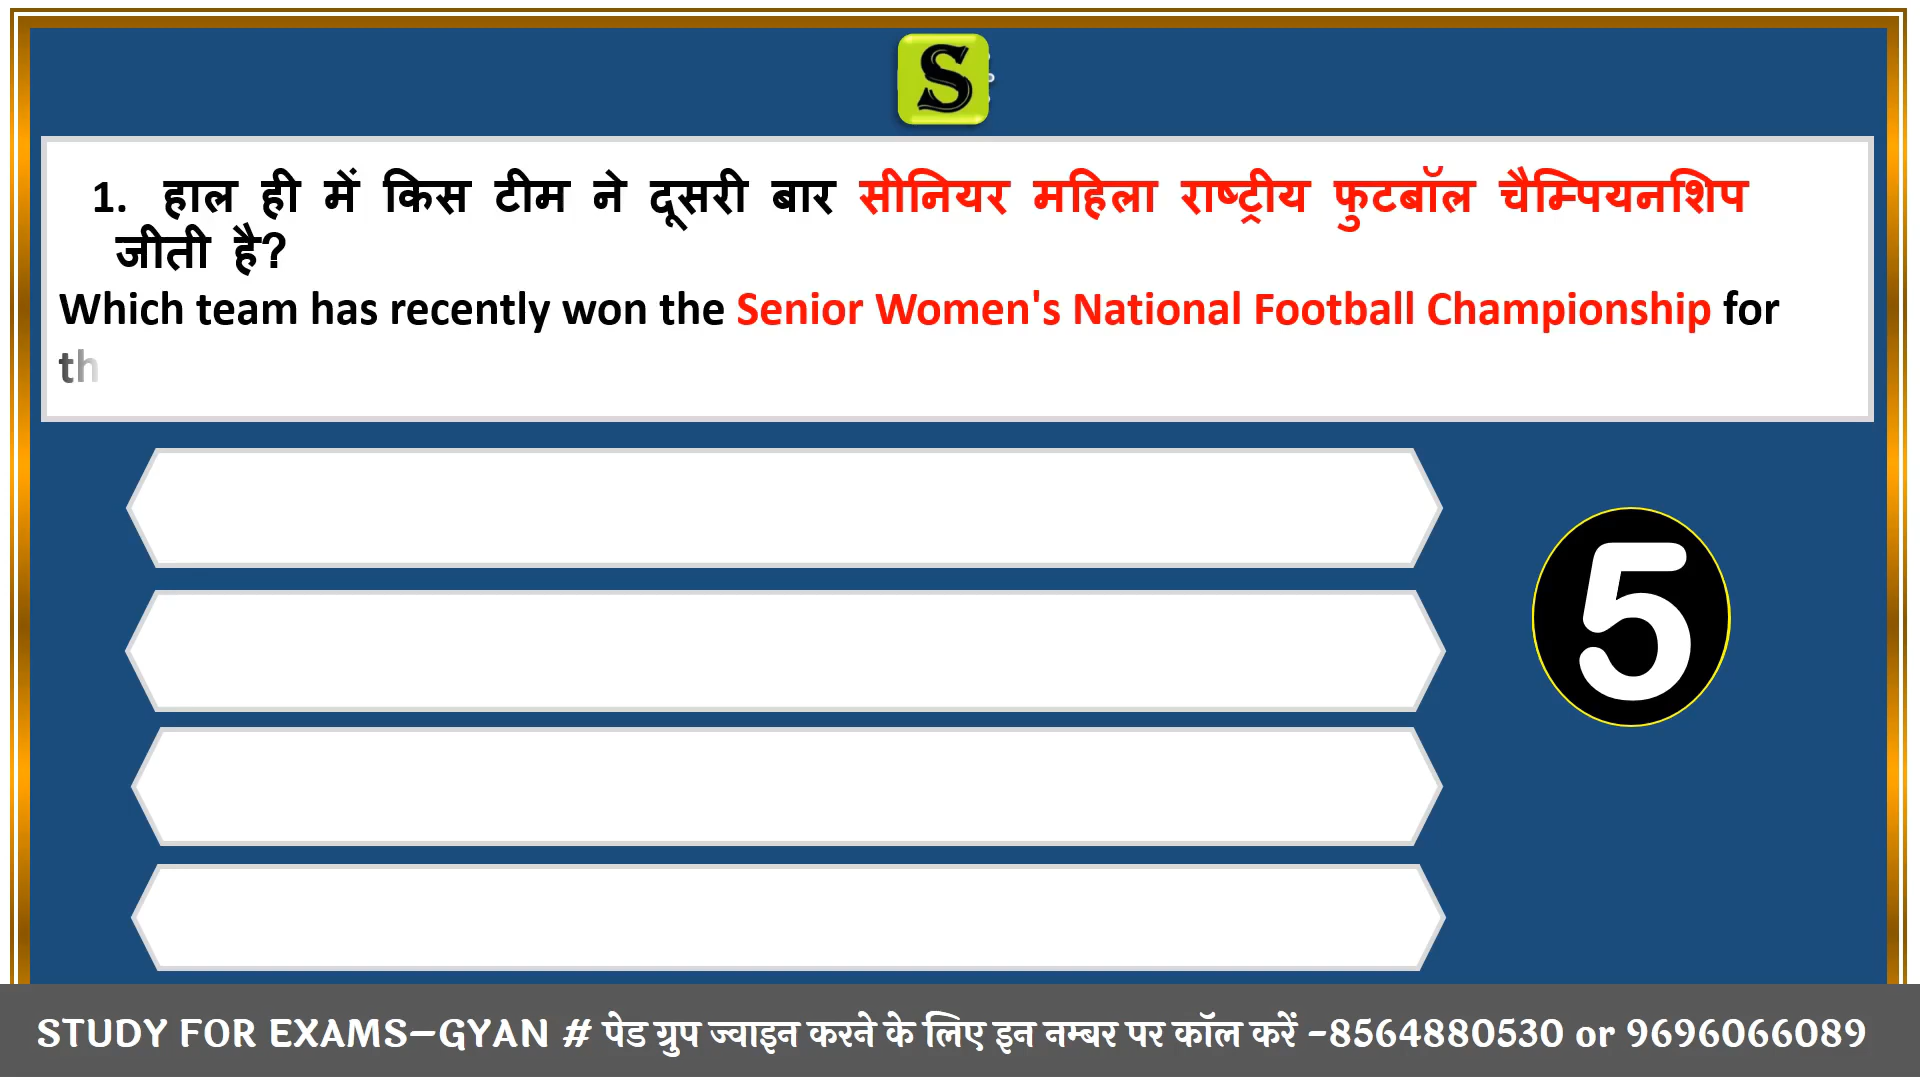 S
1. हाल ही में किस टीम ने दूसरी बार सीनियर महिला राष्ट्रीय फुटबॉल चैम्पियनशिप
जीती है?
Which team has recently won the Senior Women's National Football Championship for
th
5
STUDY FOR EXAMS–GYAN # पेड ग्रुप ज्वाइन करने के लिए इन नम्बर पर कॉल करें -8564880530 or 9696066089